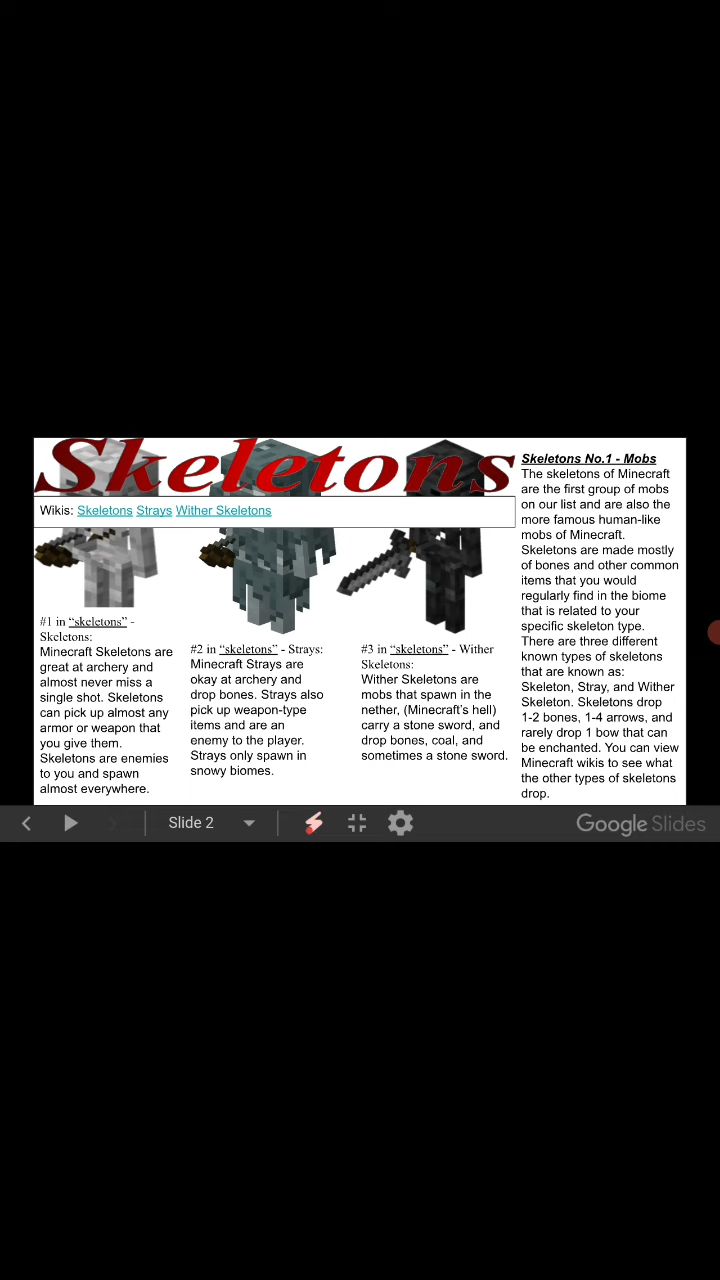 Skeletons
Wikis: Skeletons Strays Wither Skeletons
#1 in “skeletons” -
Skeletons:
Minecraft Skeletons are
great at archery and
almost never miss a
single shot. Skeletons
can pick up almost any
armor or weapon that
you give them.
Skeletons are enemies
to you and spawn
almost everywhere.
#2 in “skeletons” - Strays:
Minecraft Strays are
okay at archery and
drop bones. Strays also
pick up weapon-type
items and are an
enemy to the player.
Strays only spawn in
snowy biomes.
#3 in “skeletons” - Wither
Skeletons:
Wither Skeletons are
mobs that spawn in the
nether, (Minecraft’s hell)
carry a stone sword, and
drop bones, coal, and
sometimes a stone sword.
Skeletons No.1 - Mobs
The skeletons of Minecraft
are the first group of mobs
on our list and are also the
more famous human-like
mobs of Minecraft.
Skeletons are made mostly
of bones and other common
items that you would
regularly find in the biome
that is related to your
specific skeleton type.
There are three different
known types of skeletons
that are known as:
Skeleton, Stray, and Wither
Skeleton. Skeletons drop
1-2 bones, 1-4 arrows, and
rarely drop 1 bow that can
be enchanted. You can view
Minecraft wikis to see what
the other types of skeletons
drop.
Slide 2
Google Slides